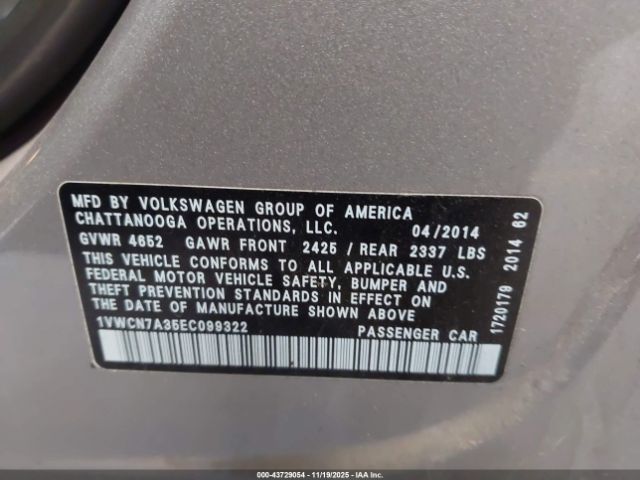 MFD BY VOLKSWAGEN GROUP OF AMERICA
CHATTANOOGA OPERATIONS, LLC. 04/2014
GVWR 4652 GAWR FRONT 2425 / REAR 2337 LBS
THIS VEHICLE CONFORMS TO ALL APPLICABLE U.S.
FEDERAL MOTOR VEHICLE SAFETY, BUMPER AND
THEFT PREVENTION STANDARDS IN EFFECT ON
THE DATE OF MANUFACTURE SHOWN ABOVE
1VWCN7A35EC099322 PASSENGER CAR
1720179 2014 62
000-43729054 - 11/19/2025 - IAA, Inc.